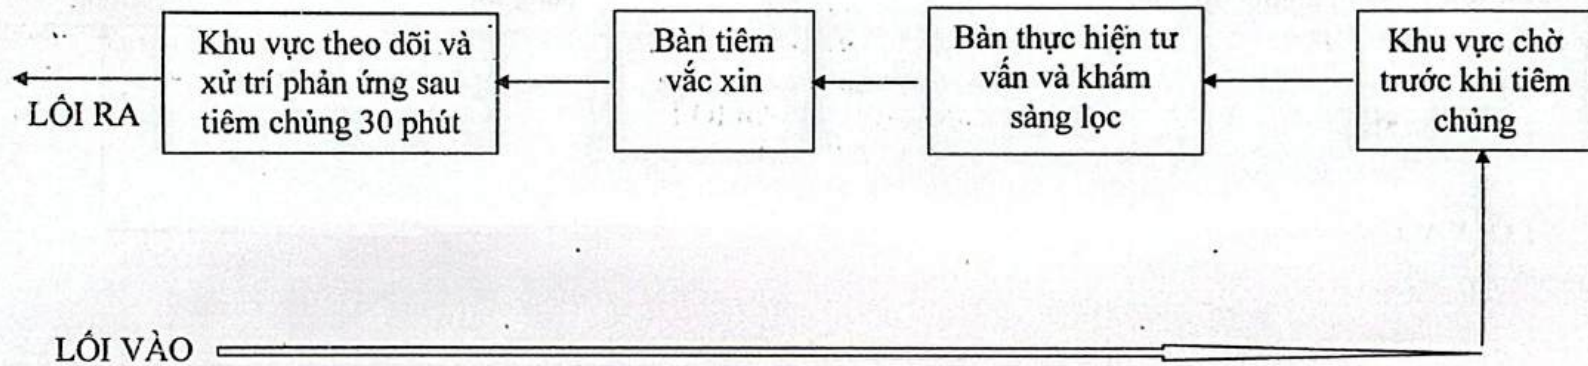 Khu vực theo dõi và
xử trí phản ứng sau
tiêm chủng 30 phút
Bàn tiêm
vắc xin
Bàn thực hiện tư
vấn và khám
sàng lọc
Khu vực chờ
trước khi tiêm
chủng
LỐI RA
LỐI VÀO